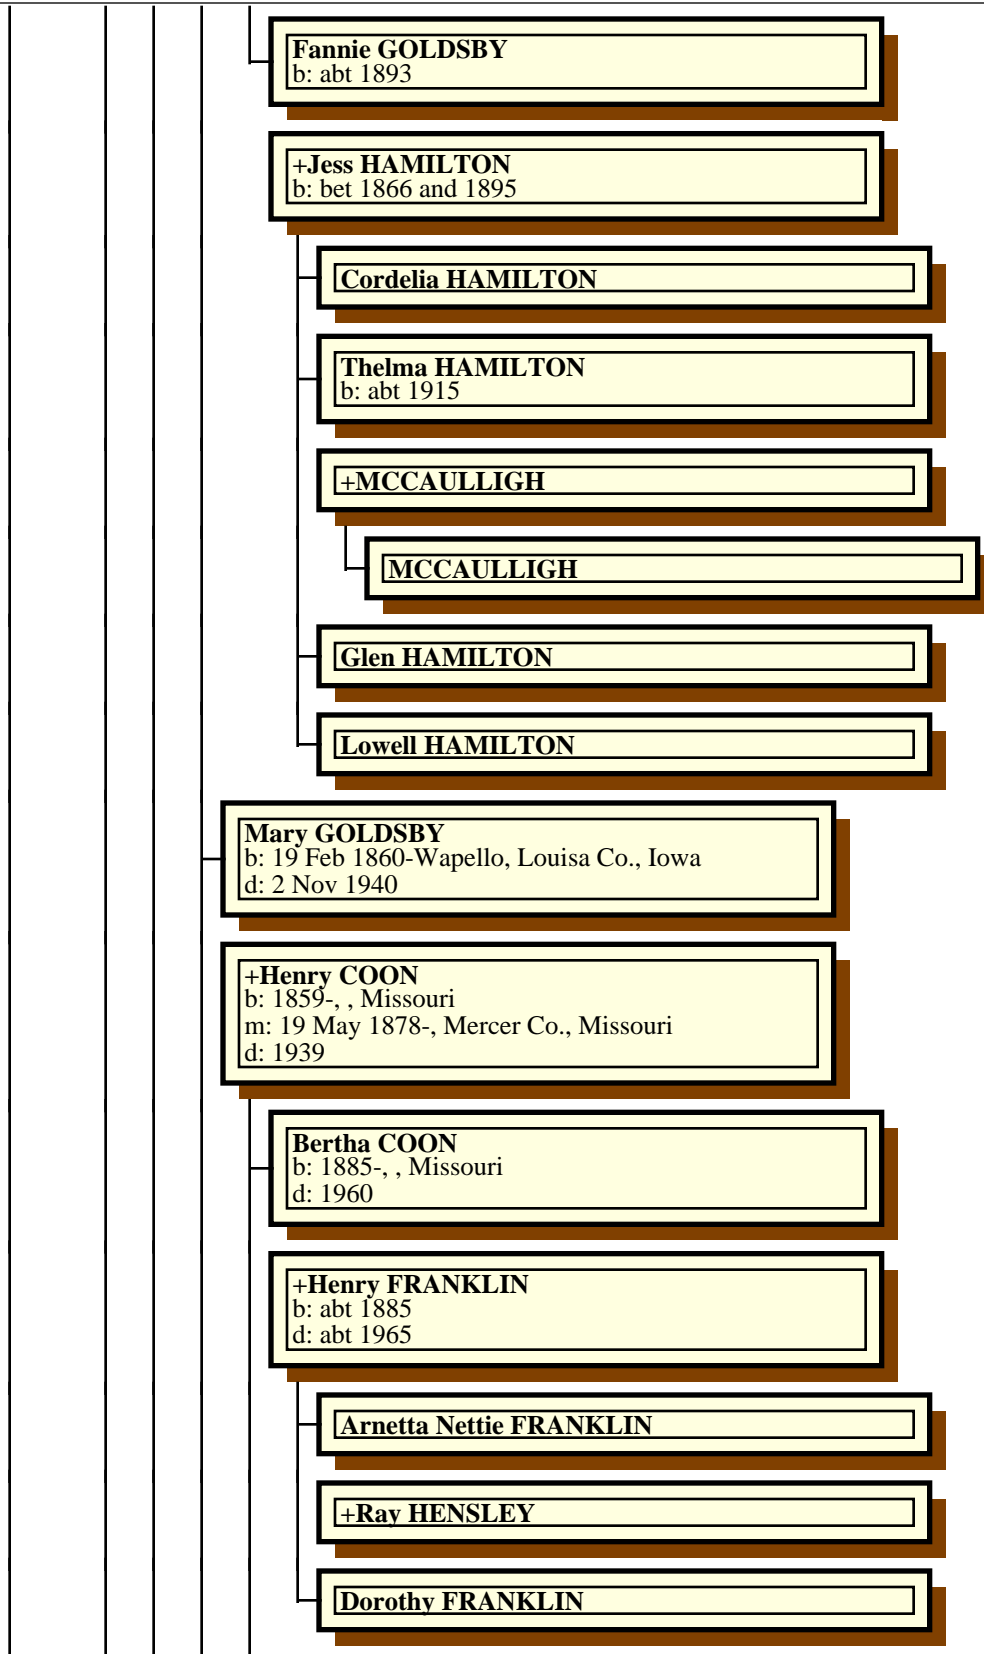 Fannie GOLDSBY
b: abt 1893
+Jess HAMILTON
b: bet 1866 and 1895
Cordelia HAMILTON
Thelma HAMILTON
b: abt 1915
+MCCAULLIGH
MCCAULLIGH
Glen HAMILTON
Lowell HAMILTON
Mary GOLDSBY
b: 19 Feb 1860-Wapello, Louisa Co., Iowa
d: 2 Nov 1940
+Henry COON
b: 1859-, , Missouri
m: 19 May 1878-, Mercer Co., Missouri
d: 1939
Bertha COON
b: 1885-, , Missouri
d: 1960
+Henry FRANKLIN
b: abt 1885
d: abt 1965
Arnetta Nettie FRANKLIN
+Ray HENSLEY
Dorothy FRANKLIN